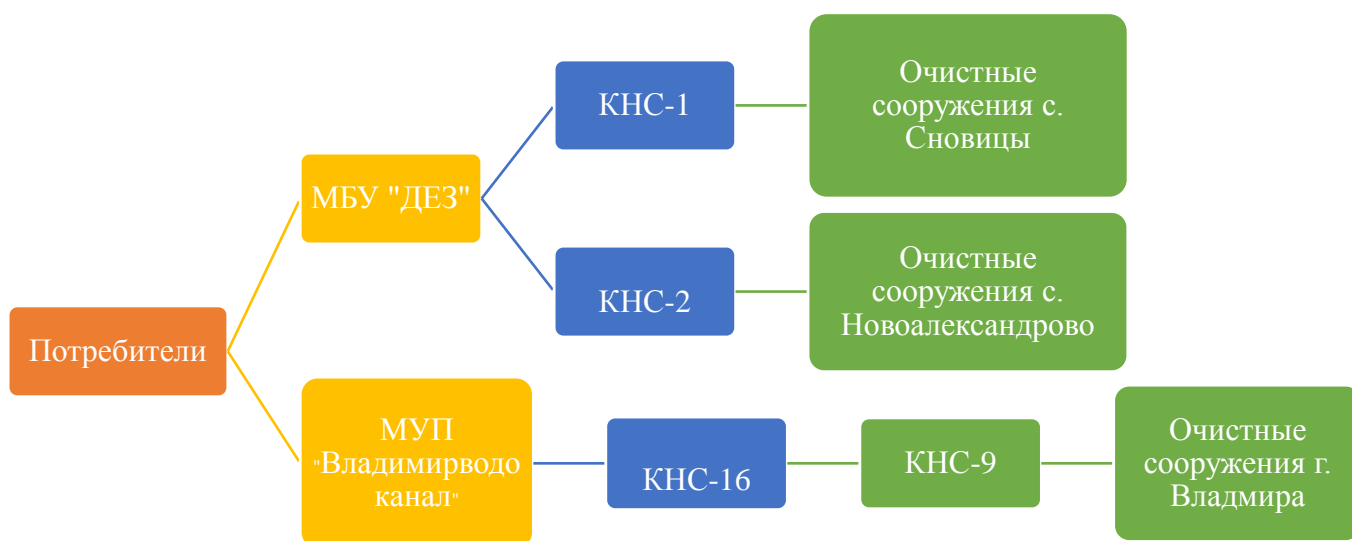 Потребители
МБУ "ДЕЗ"
КНС-1
Очистные
сооружения с.
Сновицы
КНС-2
Очистные
сооружения с.
Новоалександрово
МУП
"Владимирводо
канал"
КНС-16
КНС-9
Очистные
сооружения г.
Владмира